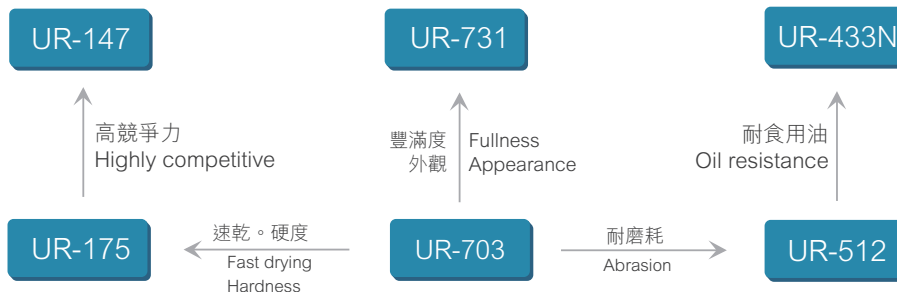 UR-147
UR-731
UR-433N
高競爭力
Highly competitive
豐滿度
外觀
Fullness
Appearance
耐食用油
Oil resistance
UR-175
速乾。硬度
Fast drying
Hardness
UR-703
耐磨耗
Abrasion
UR-512